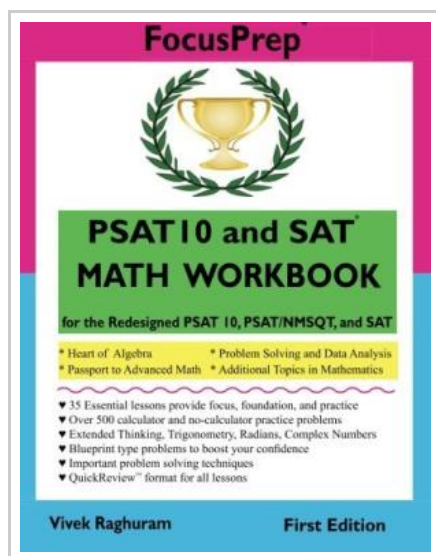 FocusPrep
PSAT10 and SAT®
MATH WORKBOOK
for the Redesigned PSAT 10, PSAT/NMSQT, and SAT
* Heart of Algebra * Problem Solving and Data Analysis
* Passport to Advanced Math * Additional Topics in Mathematics
♥ 35 Essential lessons provide focus, foundation, and practice
♥ Over 500 calculator and no-calculator practice problems
♥ Extended Thinking, Trigonometry, Radians, Complex Numbers
♥ Blueprint type problems to boost your confidence
♥ Important problem solving techniques
♥ QuickReview™ format for all lessons
Vivek Raghuram First Edition